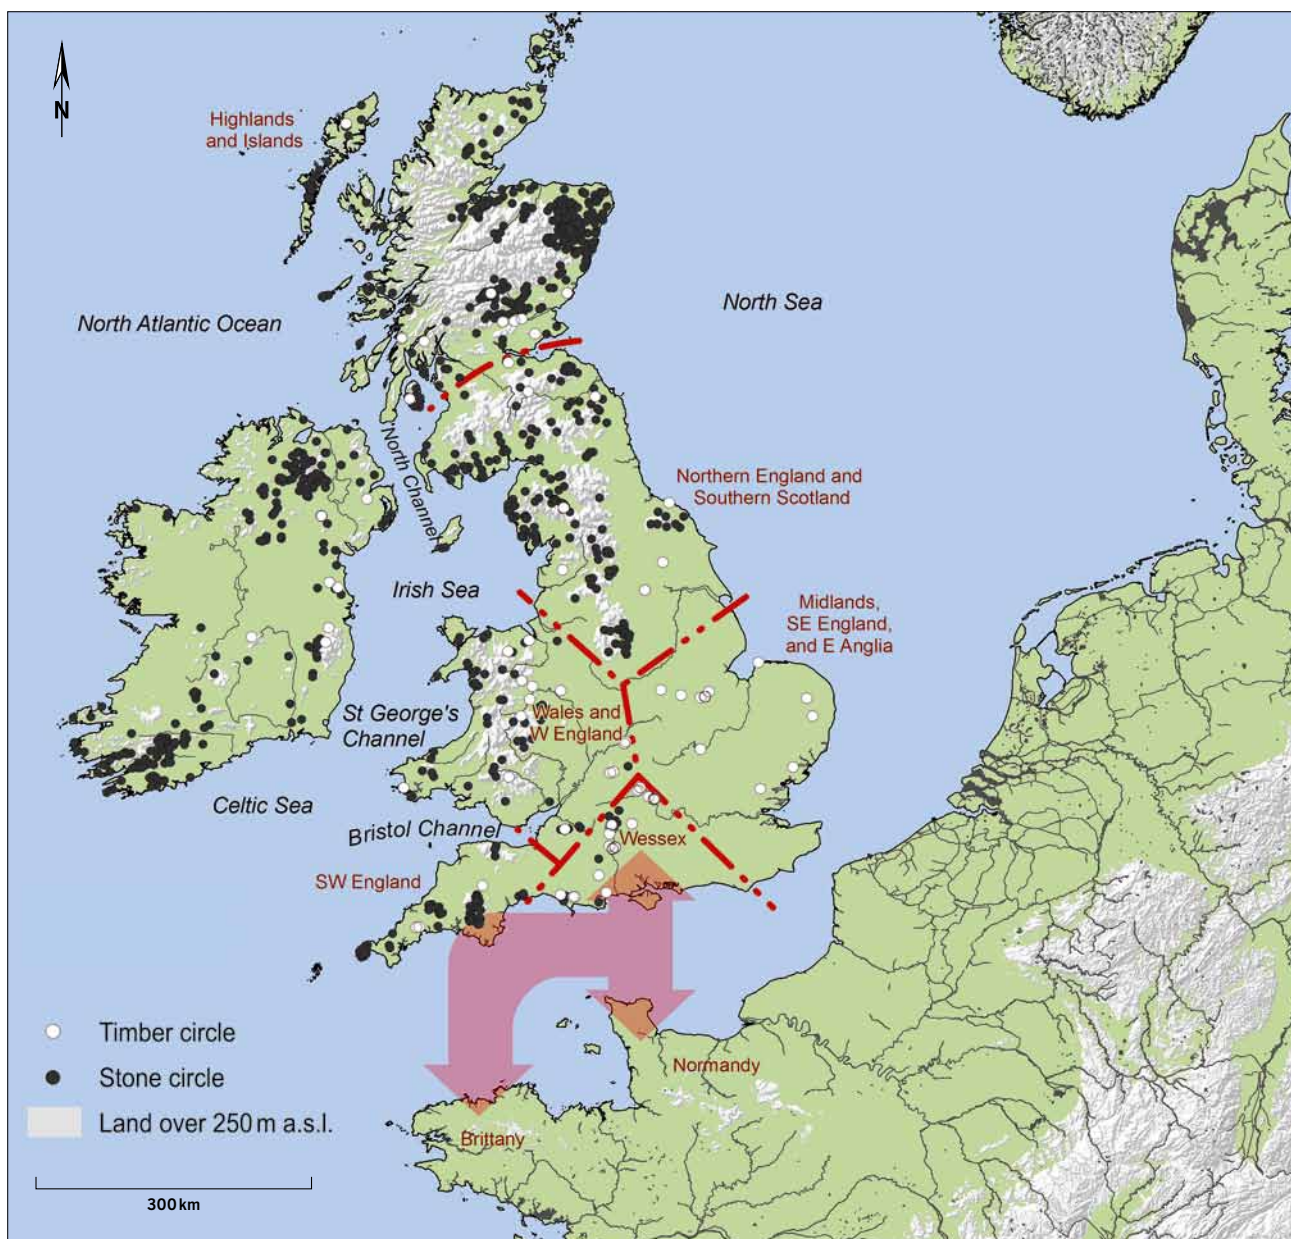 N
Highlands
and Islands
North Sea
North Atlantic Ocean
North Channel
Northern England and
Southern Scotland
Irish Sea
Midlands,
SE England,
and E Anglia
St George's
Channel
Wales and
W England
Celtic Sea
Bristol Channel
Wessex
SW England
Timber circle
Stone circle
Land over 250 m a.s.l.
Normandy
Brittany
300 km